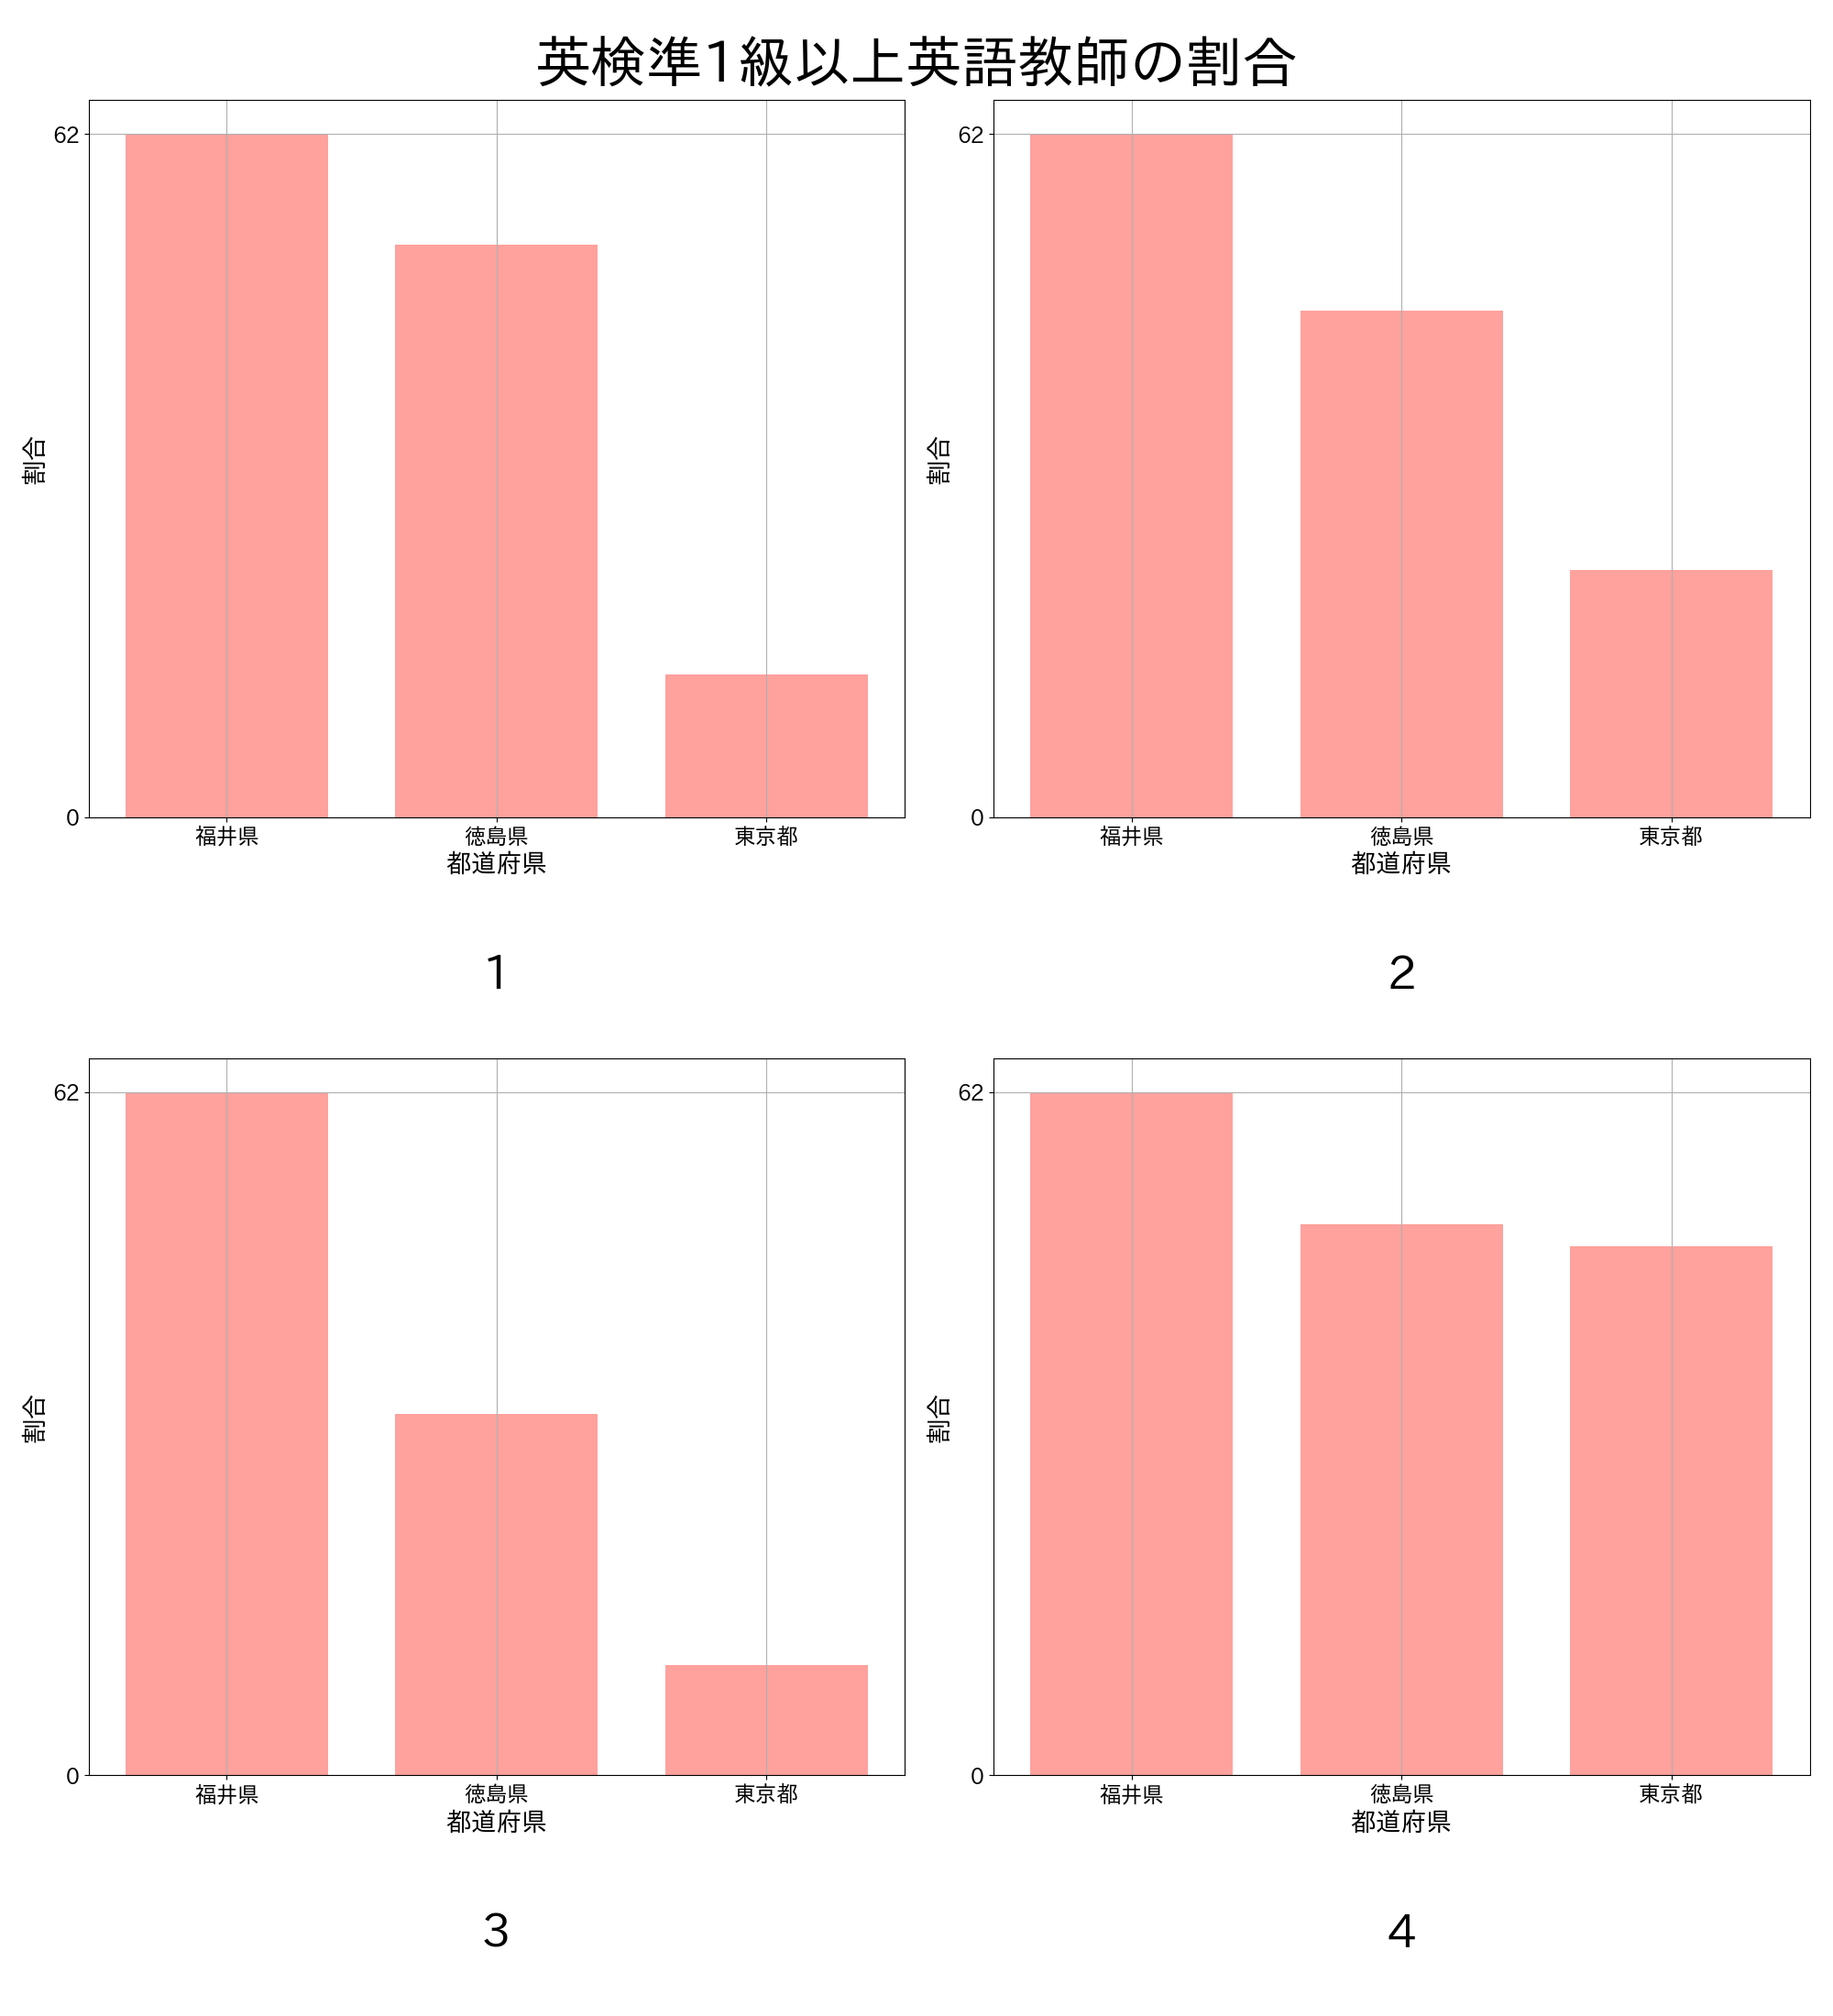 英検準1級以上英語教師の割合
62
割合
0
福井県 徳島県 東京都
都道府県
1
62
割合
0
福井県 徳島県 東京都
都道府県
2
62
割合
0
福井県 徳島県 東京都
都道府県
3
62
割合
0
福井県 徳島県 東京都
都道府県
4